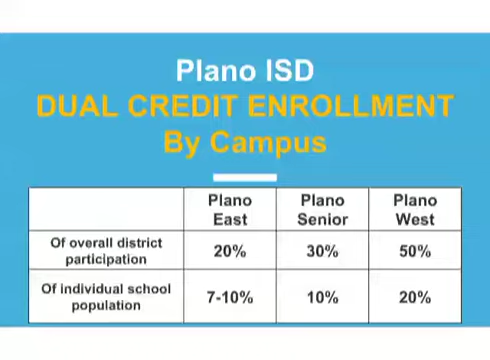 Plano ISD
DUAL CREDIT ENROLLMENT
By Campus
Plano East Plano Senior Plano West
Of overall district participation 20% 30% 50%
Of individual school population 7-10% 10% 20%